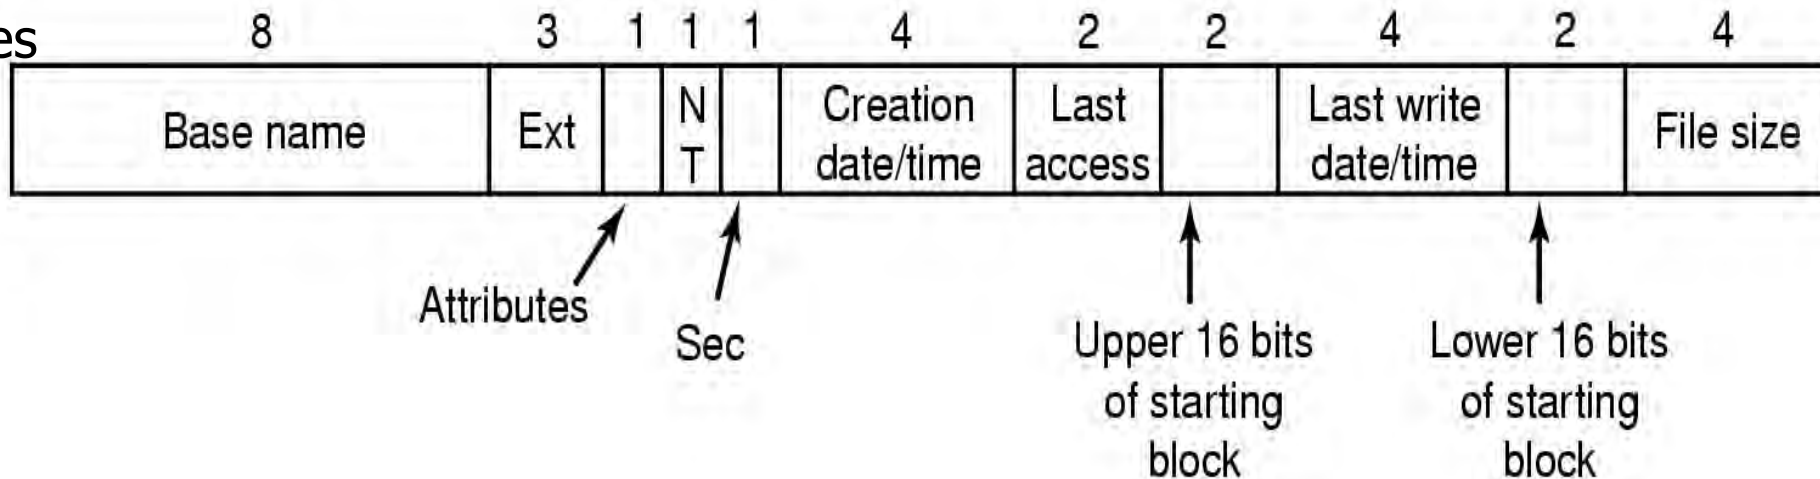 es 8 3 1 1 1 4 2 2 4 2 4
Base name Ext N T Creation date/time Last access Last write date/time File size
Attributes
Sec
Upper 16 bits of starting block
Lower 16 bits of starting block